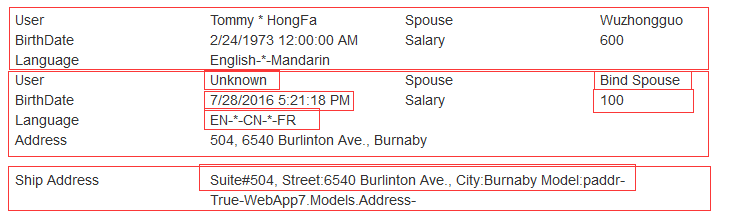 User Tommy * HongFa Spouse Wuzhongguo
BirthDate 2/24/1973 12:00:00 AM Salary 600
Language English-*-Mandarin
User Unknown Spouse Bind Spouse
BirthDate 7/28/2016 5:21:18 PM Salary 100
Language EN-*-CN-*-FR
Address 504, 6540 Burlinton Ave., Burnaby
Ship Address Suite#504, Street:6540 Burlinton Ave., City:Burnaby Model:paddr-
True-WebApp7.Models.Address-